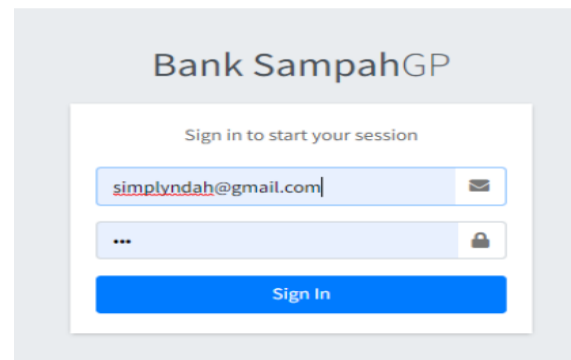 Bank SampahGP
Sign in to start your session
simplyndah@gmail.com
•••
Sign In